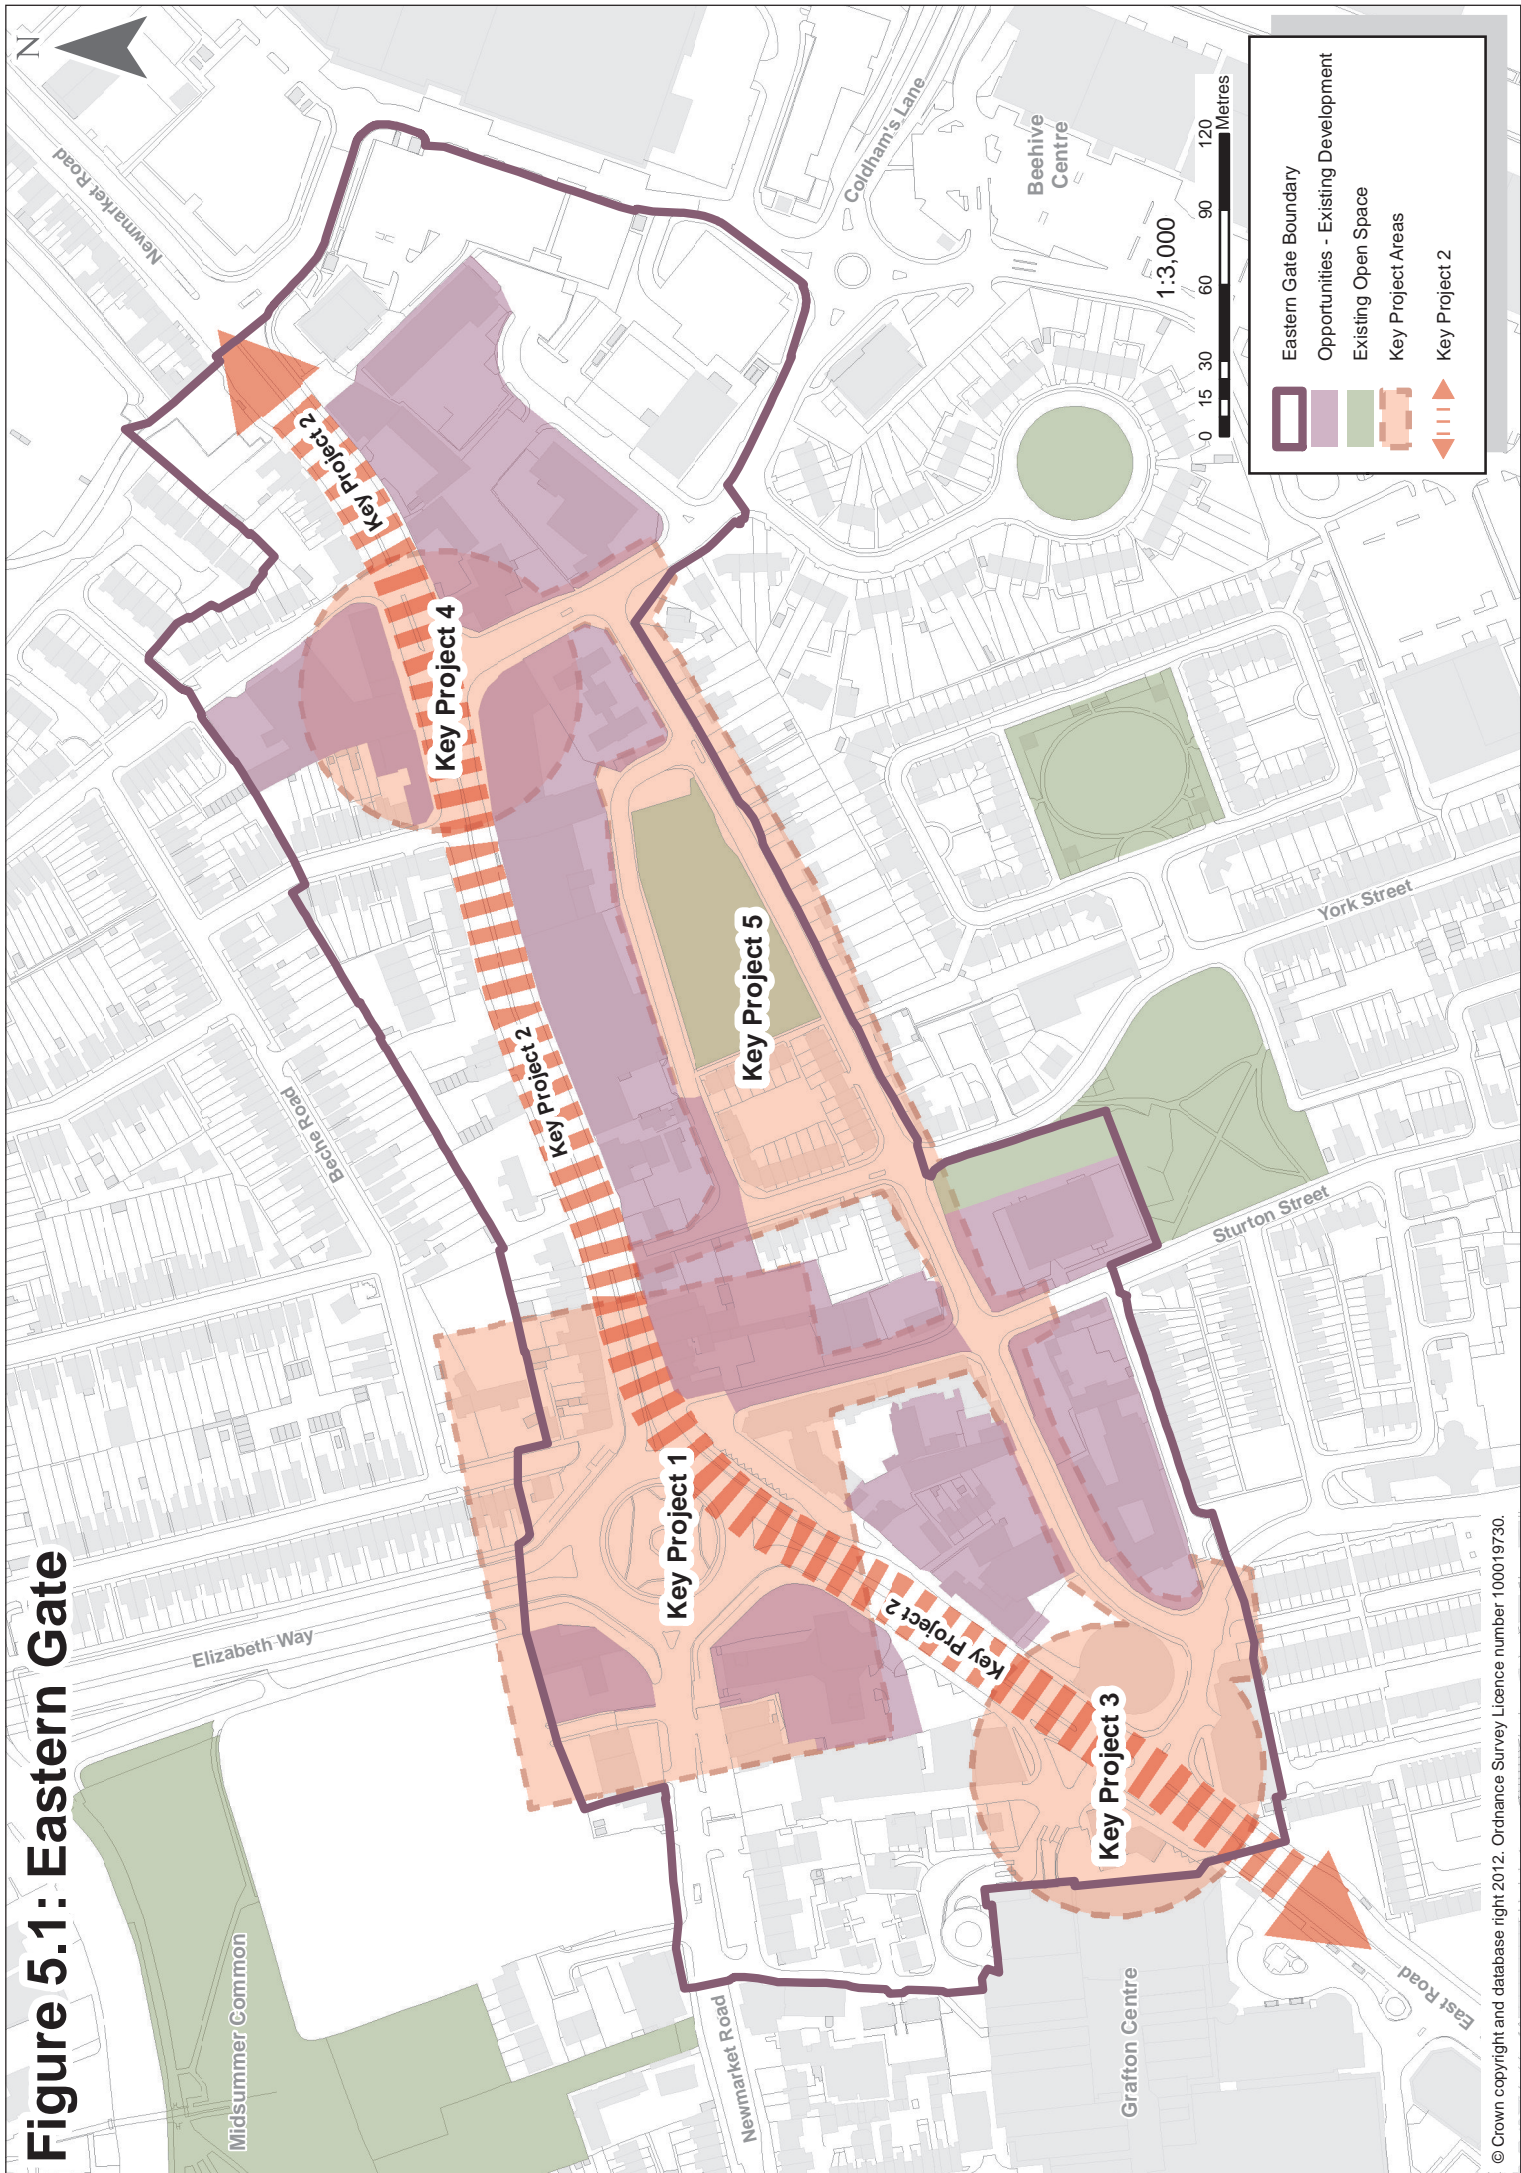 Figure 5.1: Eastern Gate
N
Newmarket Road
Elizabeth Way
Midsummer Common
Beche Road
Key Project 2
Key Project 4
Key Project 2
Key Project 1
Key Project 5
Key Project 2
Key Project 3
Newmarket Road
Coldham's Lane
Beehive
Centre
York Street
Sturton Street
Grafton Centre
East Road
1:3,000
0 15 30 60 90 120
Metres
Eastern Gate Boundary
Opportunities - Existing Development
Existing Open Space
Key Project Areas
Key Project 2
© Crown copyright and database right 2012. Ordnance Survey Licence number 100019730.